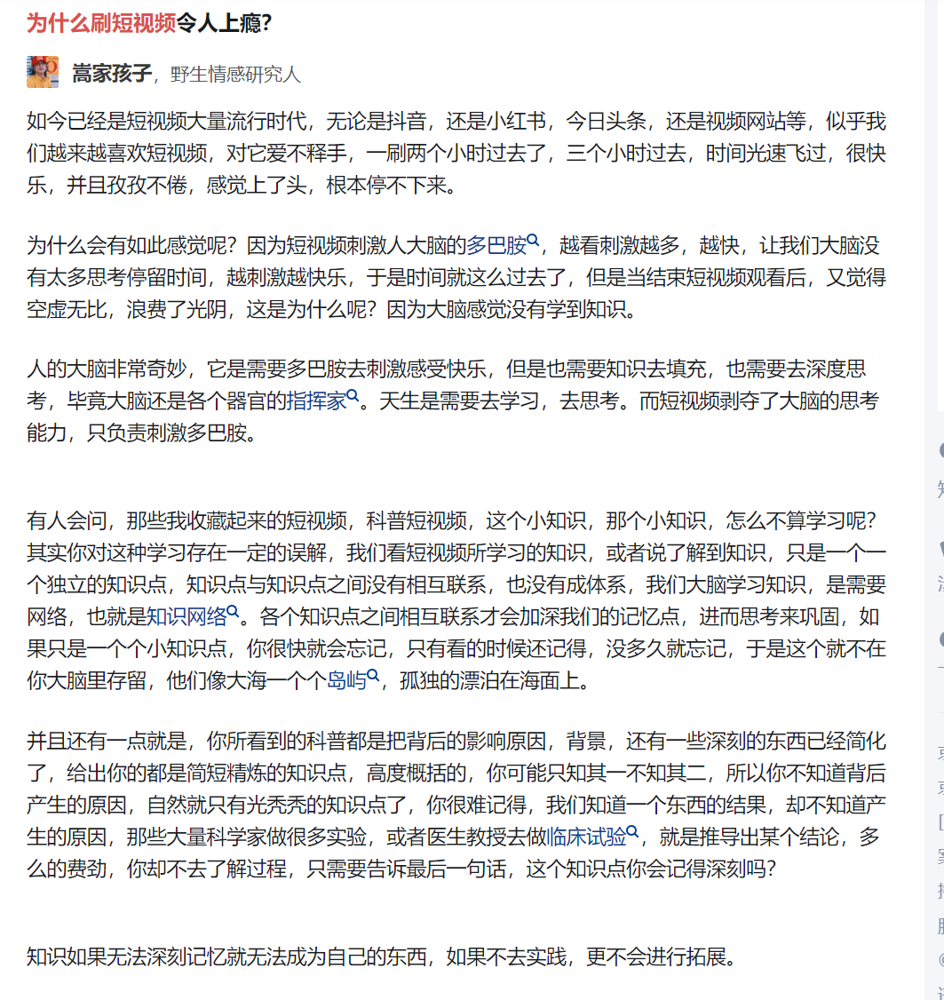 为什么刷短视频令人上瘾?
嵩家孩子，野生情感研究人
如今已经是短视频大量流行时代，无论是抖音，还是小红书，今日头条，还是视频网站等，似乎我
们越来越喜欢短视频，对它爱不释手，一刷两个小时过去了，三个小时过去，时间光速飞过，很快
乐，并且孜孜不倦，感觉上了头，根本停不下来。
为什么会有如此感觉呢？因为短视频刺激人大脑的多巴胺，越看刺激越多，越快，让我们大脑没
有太多思考停留时间，越刺激越快乐，于是时间就这么过去了，但是当结束短视频观看后，又觉得
空虚无比，浪费了光阴，这是为什么呢？因为大脑感觉没有学到知识。
人的大脑非常奇妙，它是需要多巴胺去刺激感受快乐，但是也需要知识去填充，也需要去深度思
考，毕竟大脑还是各个器官的指挥家。天生是需要去学习，去思考。而短视频剥夺了大脑的思考
能力，只负责刺激多巴胺。
有人会问，那些我收藏起来的短视频，科普短视频，这个小知识，那个小知识，怎么不算学习呢？
其实你对这种学习存在一定的误解，我们看短视频所学习的知识，或者说了解到知识，只是一个一
个独立的知识点，知识点与知识点之间没有相互联系，也没有成体系，我们大脑学习知识，是需要
网络，也就是知识网络。各个知识点之间相互联系才会加深我们的记忆点，进而思考来巩固，如
果只是一个个小知识点，你很快就会忘记，只有看的时候还记得，没多久就忘记，于是这个就不在
你大脑里存留，他们像大海一个个岛屿，孤独的漂泊在海面上。
并且还有一点就是，你所看到的科普都是把背后的影响原因，背景，还有一些深刻的东西已经简化
了，给出你的都是简短精炼的知识点，高度概括的，你可能只知其一不知其二，所以你不知道背后
产生的原因，自然就只有光秃秃的知识点了，你很难记得，我们知道一个东西的结果，却不知道产
生的原因，那些大量科学家做很多实验，或者医生教授去做临床试验，就是推导出某个结论，多
么的费劲，你却不去了解过程，只需要告诉最后一句话，这个知识点你会记得深刻吗？
知识如果无法深刻记忆就无法成为自己的东西，如果不去实践，更不会进行拓展。